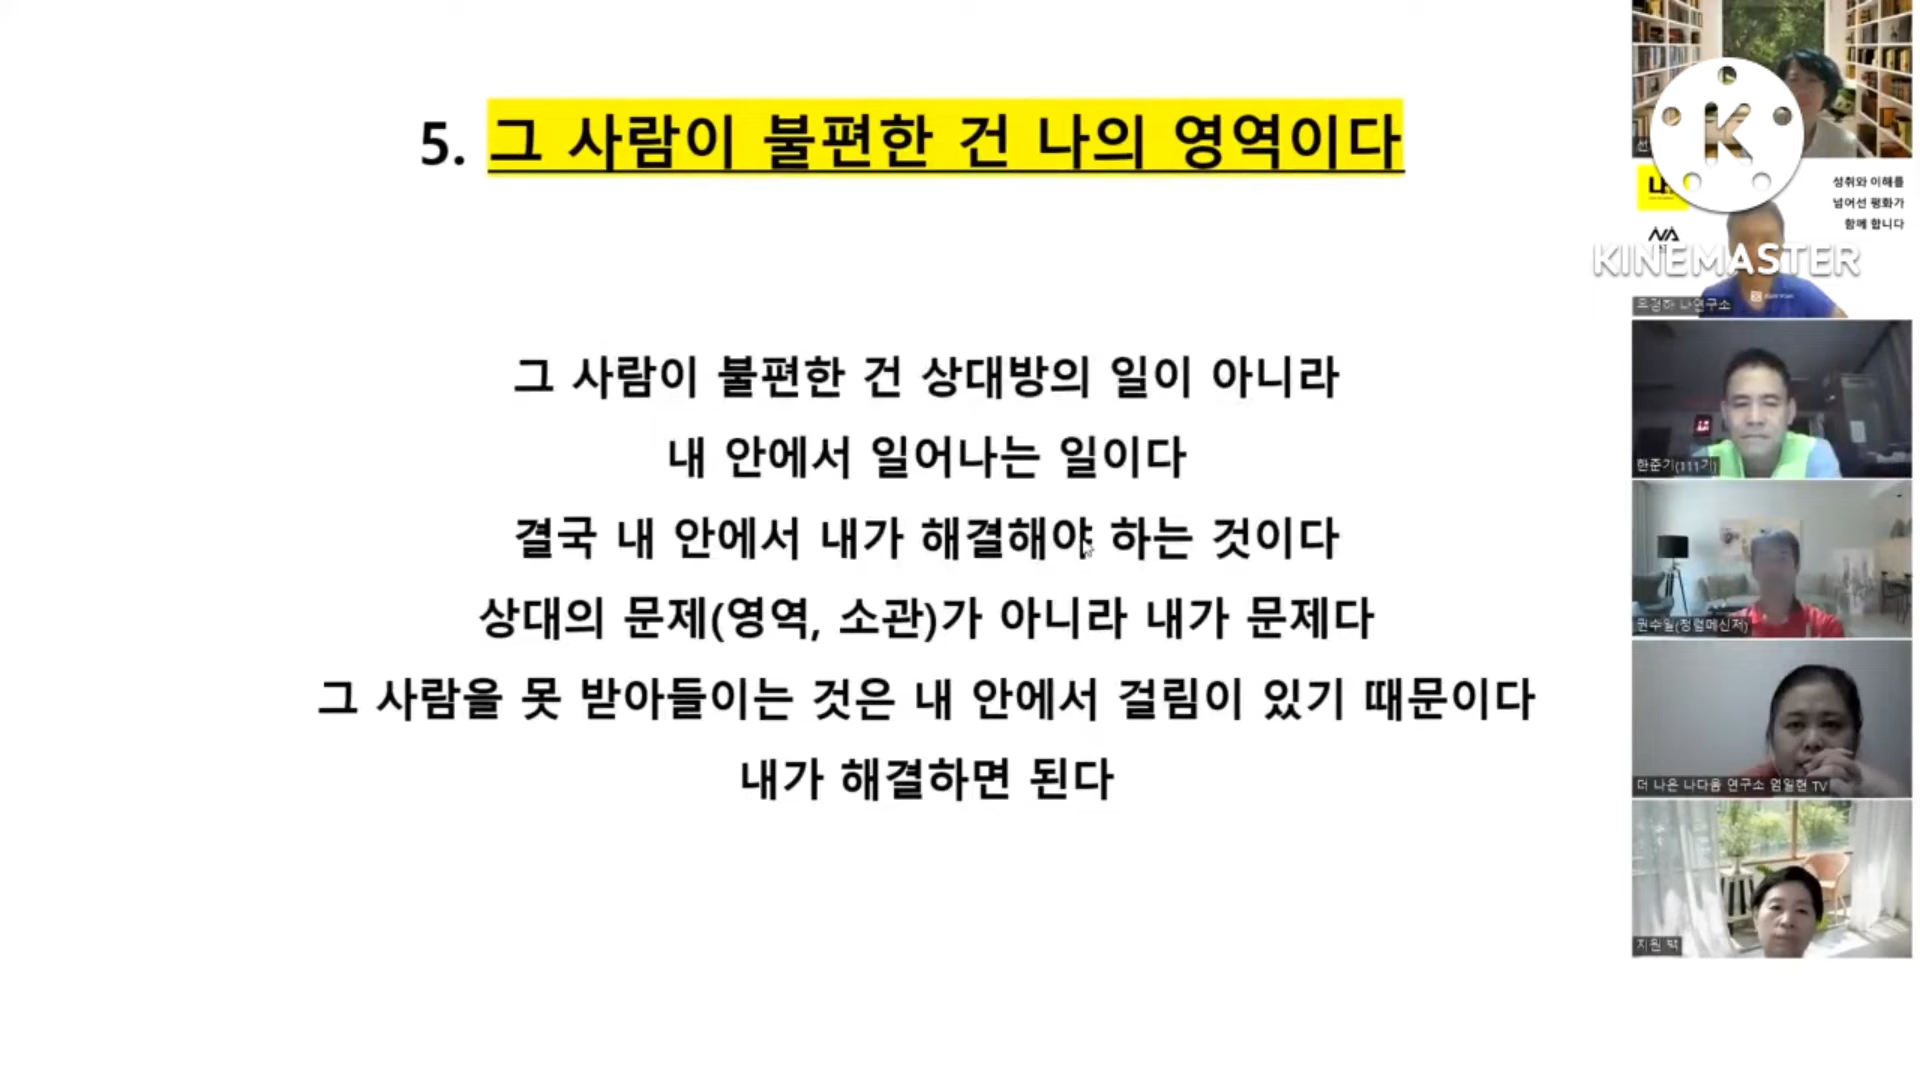 5. 그 사람이 불편한 건 나의 영역이다
그 사람이 불편한 건 상대방의 일이 아니라
내 안에서 일어나는 일이다
결국 내 안에서 내가 해결해야 하는 것이다
상대의 문제(영역, 소관)가 아니라 내가 문제다
그 사람을 못 받아들이는 것은 내 안에서 걸림이 있기 때문이다
내가 해결하면 된다
K
성취와 이해를
넘어선 평화가
함께 합니다
KINEMASTER
나연구소
한준기(111기)
권수일(청렴메신저)
더 나은 나다움 연구소 엄일현 TV
지원 백